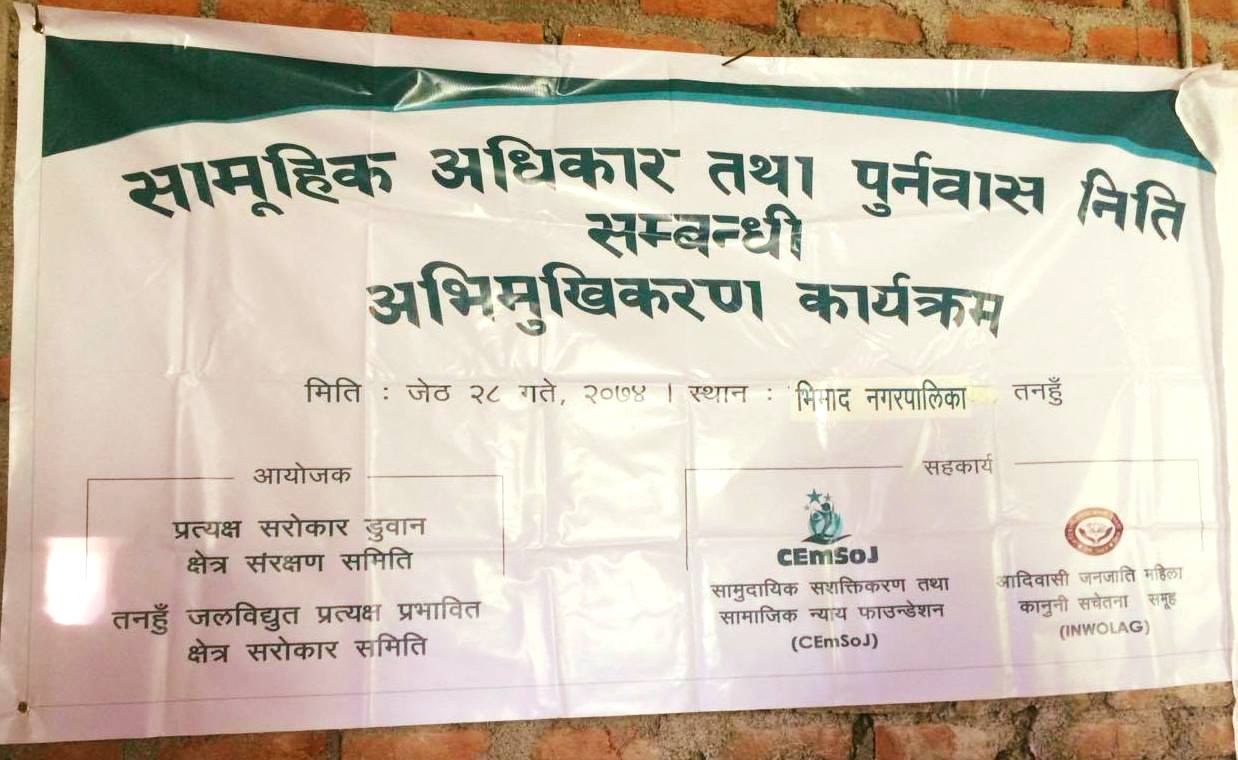 सामूहिक अधिकार तथा पुर्नवास निति
सम्बन्धी
अभिमुखिकरण कार्यक्रम
मिति : जेठ २८ गते, २०७४ । स्थान : भिमाद नगरपालिका तनहुँ
आयोजक
प्रत्यक्ष सरोकार डुवान
क्षेत्र संरक्षण समिति
तनहुँ जलविद्युत प्रत्यक्ष प्रभावित
क्षेत्र सरोकार समिति
सहकार्य
CEmSoJ
सामुदायिक सशक्तिकरण तथा
सामाजिक न्याय फाउन्डेशन
(CEmSoJ)
आदिवासी जनजाति महिला
कानुनी सचेतना समूह
(INWOLAG)